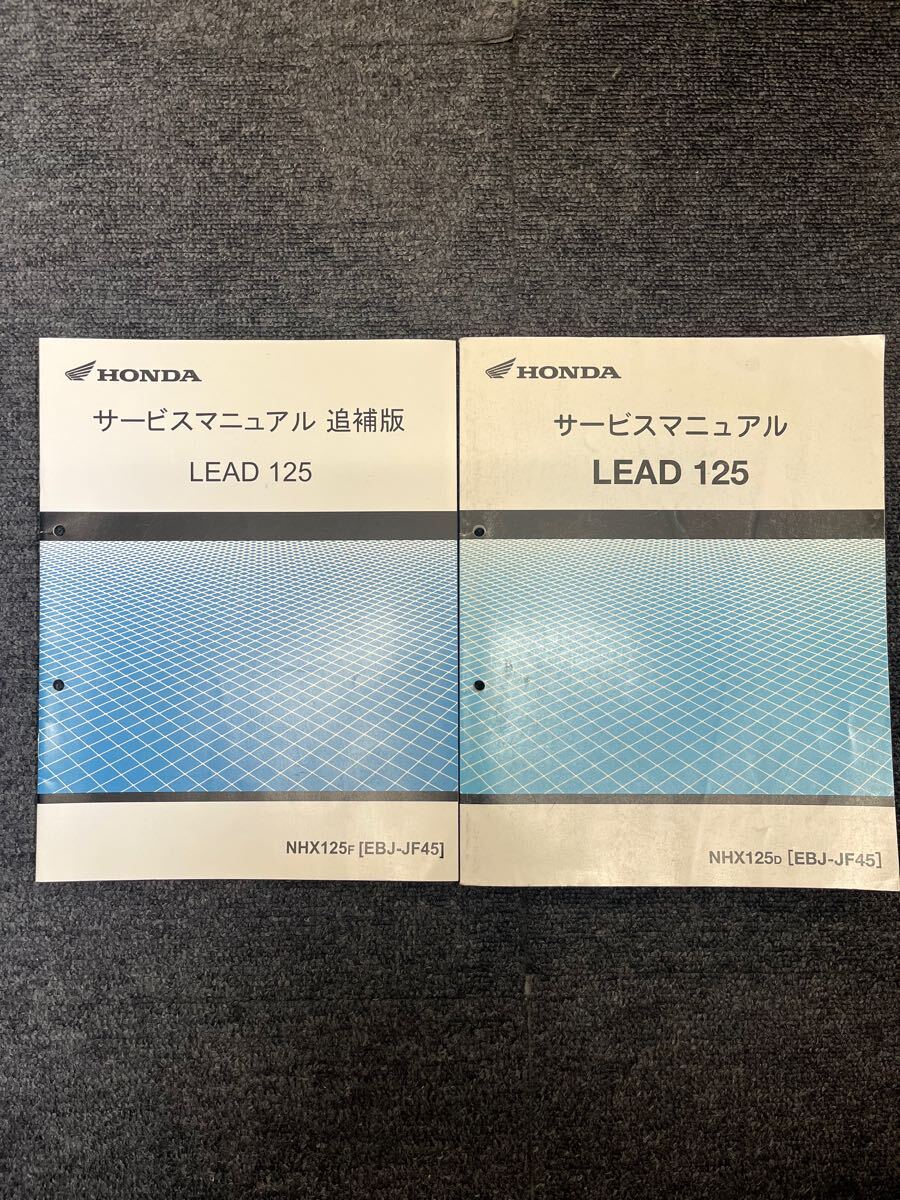 HONDA
サービスマニュアル 追補版
LEAD 125
NHX125F [EBJ-JF45]
HONDA
サービスマニュアル
LEAD 125
NHX125D [EBJ-JF45]